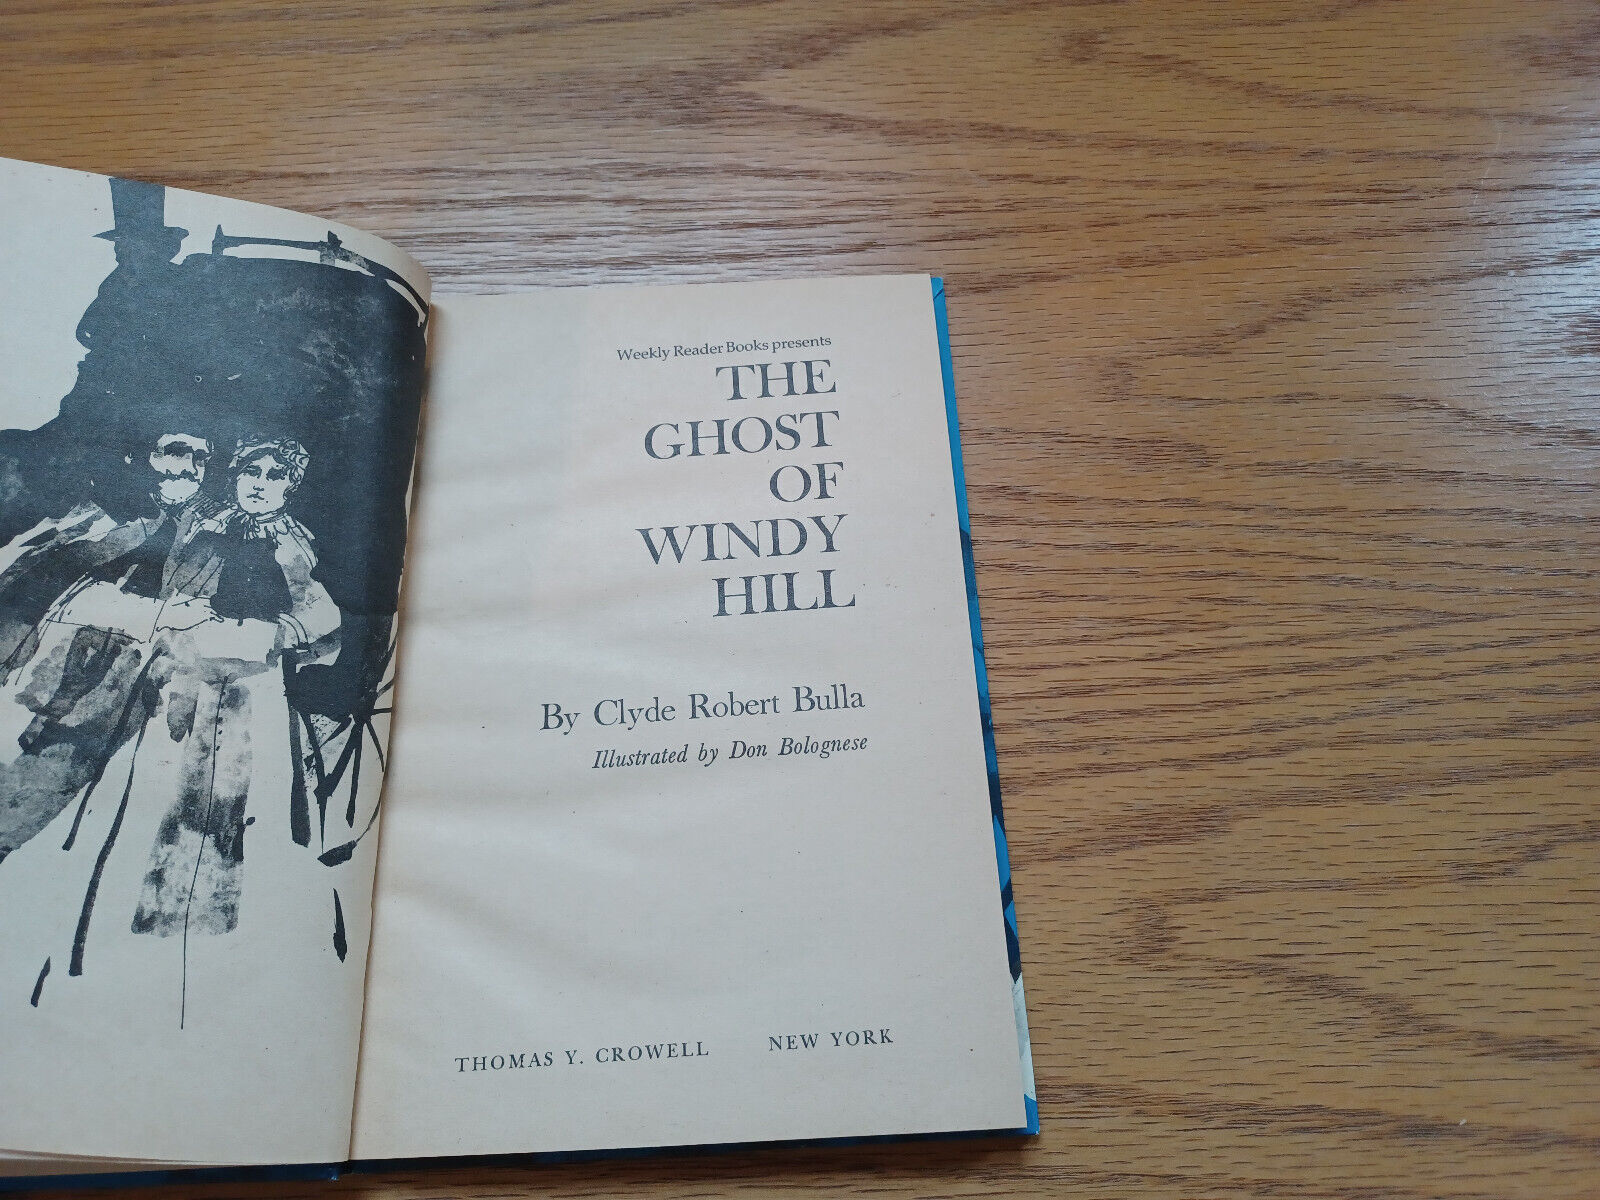 Weekly Reader Books presents
THE
GHOST
OF
WINDY
HILL
By Clyde Robert Bulla
Illustrated by Don Bolognese
THOMAS Y. CROWELL NEW YORK